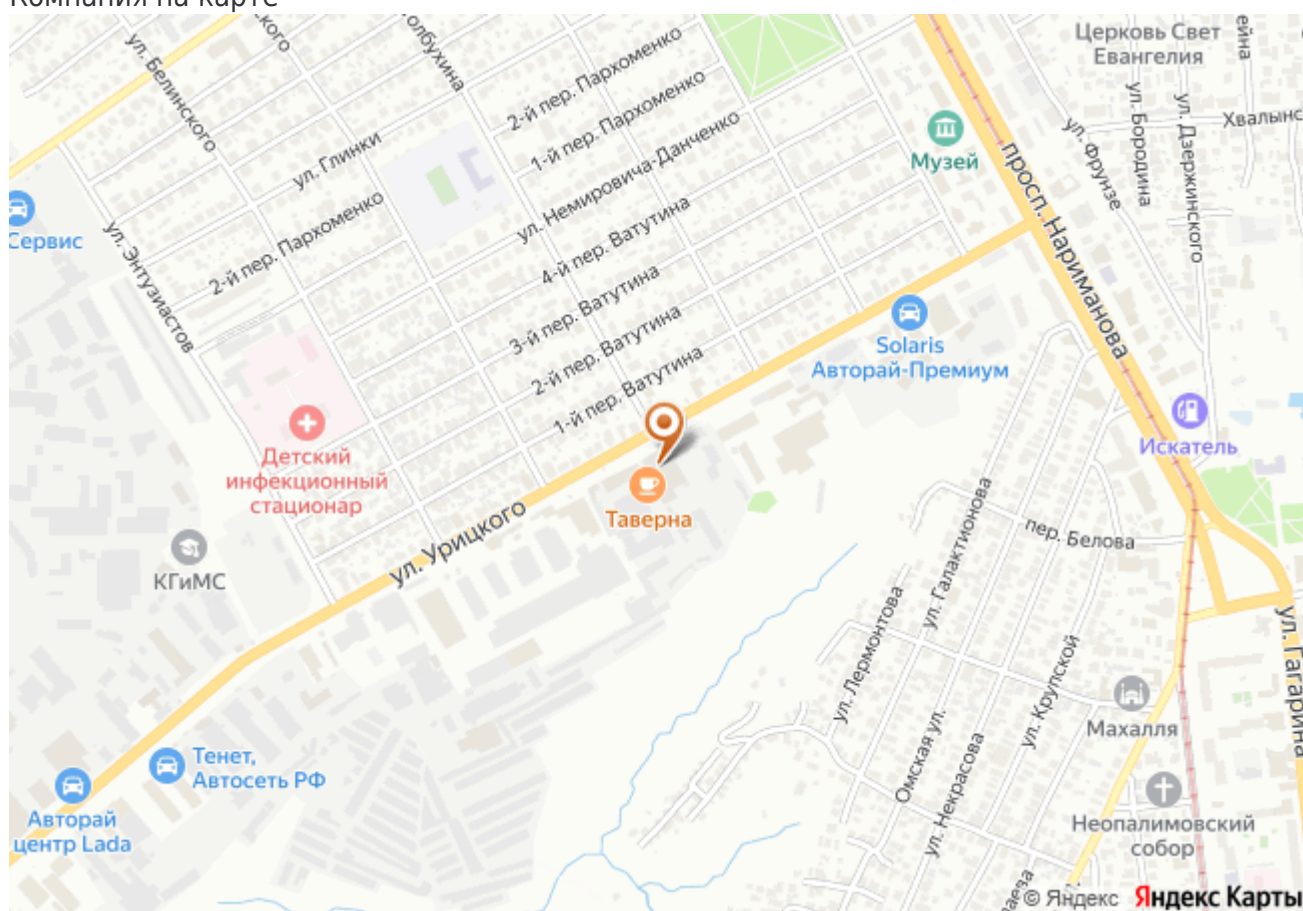 Компания на карте
Церковь Свет
Евангелия
ул. Белинского
2-й пер. Пархоменко
1-й пер. Пархоменко
ул. Немировича-Данченко
Музей
просп. Нариманова
ул. Фрунзе
ул. Бородина
ул. Дзержинского
ул. Глинки
Сервис
ул. Энтузиастов
2-й пер. Пархоменко
4-й пер. Ватутина
3-й пер. Ватутина
2-й пер. Ватутина
1-й пер. Ватутина
Solaris
Авторай-Премиум
Искатель
Детский
инфекционный
стационар
Таверна
ул. Урицкого
КГиМС
пер. Белова
ул. Галактионова
ул. Лермонтова
ул. Крупской
Омская ул.
ул. Некрасова
ул. Гагарина
Махалля
Тенет,
Автосеть РФ
Авторай
центр Lada
Неопалимовский
собор
© Яндекс Яндекс Карты